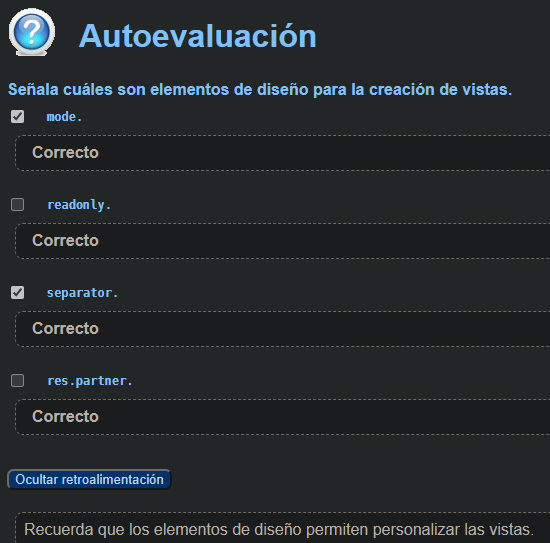 Autoevaluación
Señala cuáles son elementos de diseño para la creación de vistas.
mode.
Correcto
readonly.
Correcto
separator.
Correcto
res.partner.
Correcto
Ocultar retroalimentación
Recuerda que los elementos de diseño permiten personalizar las vistas.